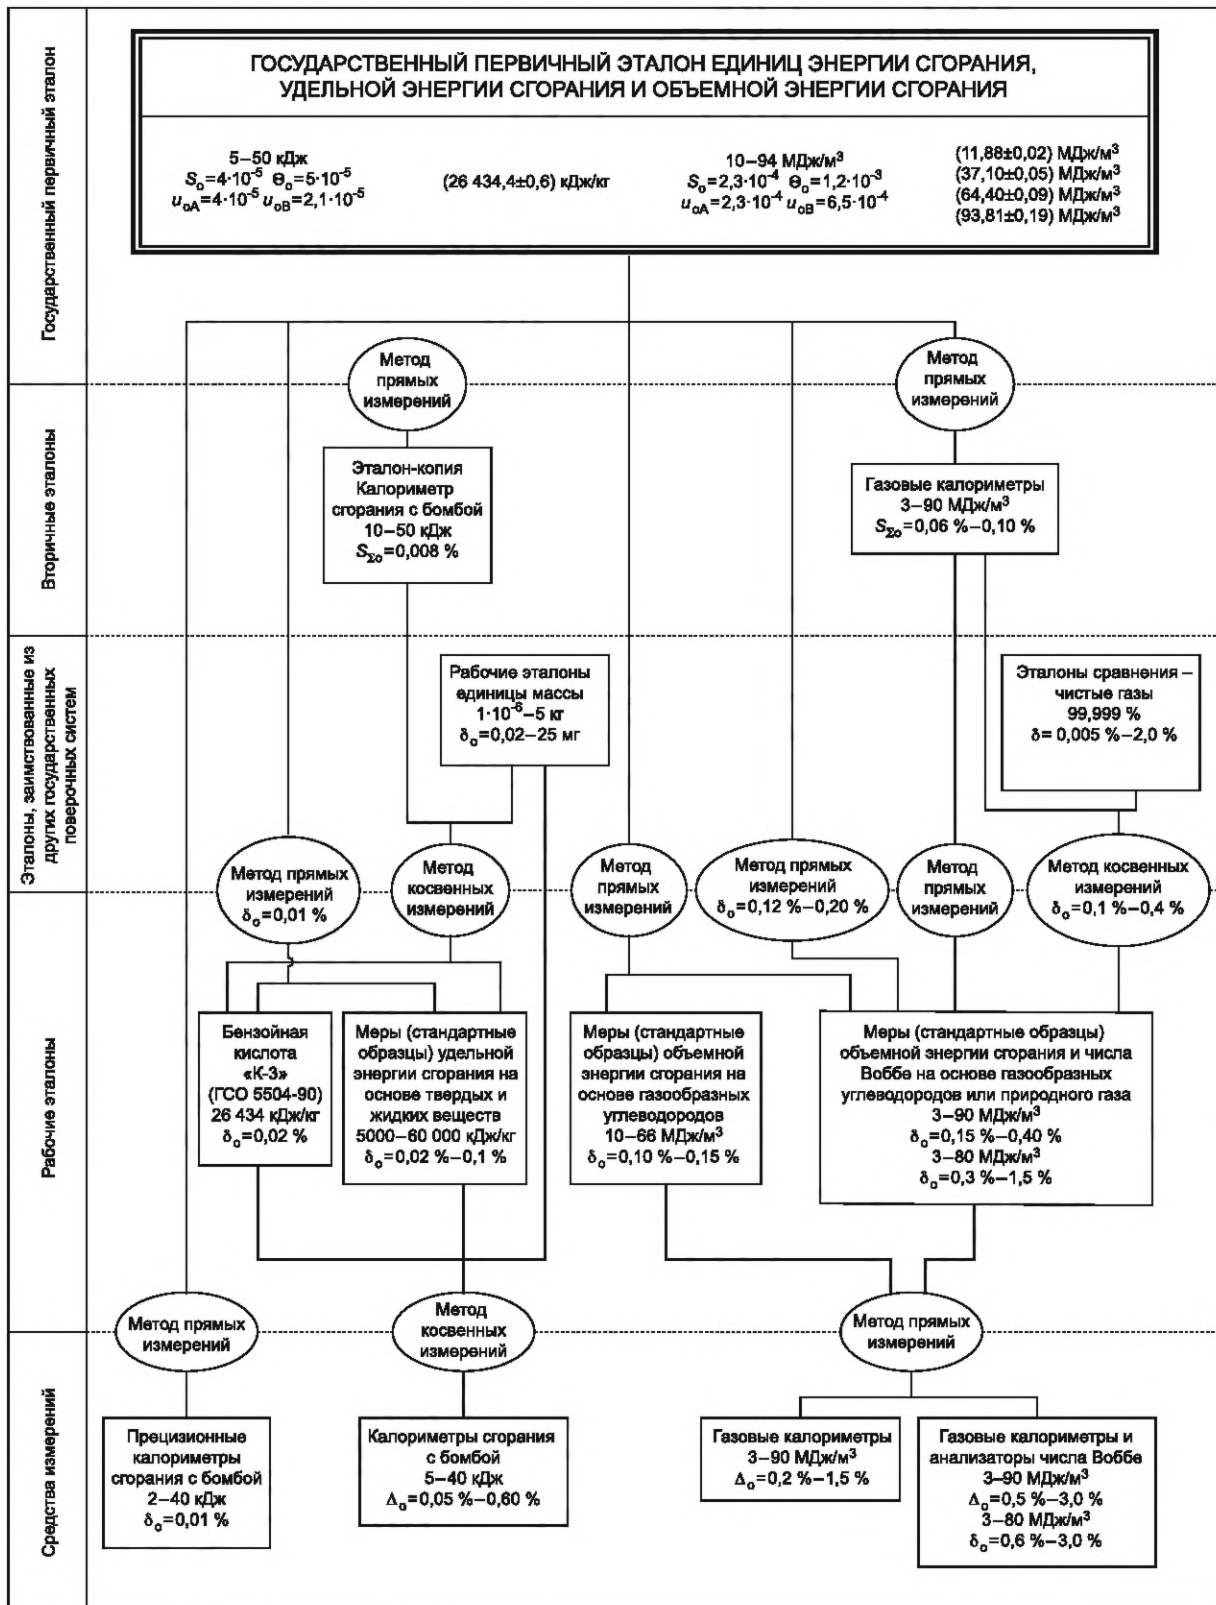 Государственный первичный эталон
ГОСУДАРСТВЕННЫЙ ПЕРВИЧНЫЙ ЭТАЛОН ЕДИНИЦ ЭНЕРГИИ СГОРАНИЯ,
УДЕЛЬНОЙ ЭНЕРГИИ СГОРАНИЯ И ОБЪЕМНОЙ ЭНЕРГИИ СГОРАНИЯ
5–50 кДж
S₀=4·10⁻⁵ Θ₀=5·10⁻⁵
u₀A=4·10⁻⁵ u₀B=2,1·10⁻⁵
(26 434,4±0,6) кДж/кг
10–94 МДж/м³
S₀=2,3·10⁻⁴ Θ₀=1,2·10⁻³
u₀A=2,3·10⁻⁴ u₀B=6,5·10⁻⁴
(11,88±0,02) МДж/м³
(37,10±0,05) МДж/м³
(64,40±0,09) МДж/м³
(93,81±0,19) МДж/м³
Метод
прямых
измерений
Метод
прямых
измерений
Вторичные эталоны
Эталон-копия
Калориметр
сгорания с бомбой
10–50 кДж
S_Σ₀=0,008 %
Газовые калориметры
3–90 МДж/м³
S_Σ₀=0,06 %–0,10 %
Эталоны, заимствованные из
других государственных
поверочных систем
Рабочие эталоны
единицы массы
1·10⁻⁶–5 кг
δ₀=0,02–25 мг
Эталоны сравнения –
чистые газы
99,999 %
δ= 0,005 %–2,0 %
Метод прямых
измерений
δ₀=0,01 %
Метод
косвенных
измерений
Метод
прямых
измерений
Метод прямых
измерений
δ₀=0,12 %–0,20 %
Метод
прямых
измерений
Метод косвенных
измерений
δ₀=0,1 %–0,4 %
Рабочие эталоны
Бензойная
кислота
«К-3»
(ГСО 5504-90)
26 434 кДж/кг
δ₀=0,02 %
Меры (стандартные
образцы) удельной
энергии сгорания на
основе твердых и
жидких веществ
5000–60 000 кДж/кг
δ₀=0,02 %–0,1 %
Меры (стандартные
образцы) объемной
энергии сгорания на
основе газообразных
углеводородов
10–66 МДж/м³
δ₀=0,10 %–0,15 %
Меры (стандартные образцы)
объемной энергии сгорания и числа
Воббе на основе газообразных
углеводородов или природного газа
3–90 МДж/м³
δ₀=0,15 %–0,40 %
3–80 МДж/м³
δ₀=0,3 %–1,5 %
Метод прямых
измерений
Метод
косвенных
измерений
Метод прямых
измерений
Средства измерений
Прецизионные
калориметры
сгорания с бомбой
2–40 кДж
δ₀=0,01 %
Калориметры сгорания
с бомбой
5–40 кДж
Δ₀=0,05 %–0,60 %
Газовые калориметры
3–90 МДж/м³
Δ₀=0,2 %–1,5 %
Газовые калориметры и
анализаторы числа Воббе
3–90 МДж/м³
Δ₀=0,5 %–3,0 %
3–80 МДж/м³
δ₀=0,6 %–3,0 %